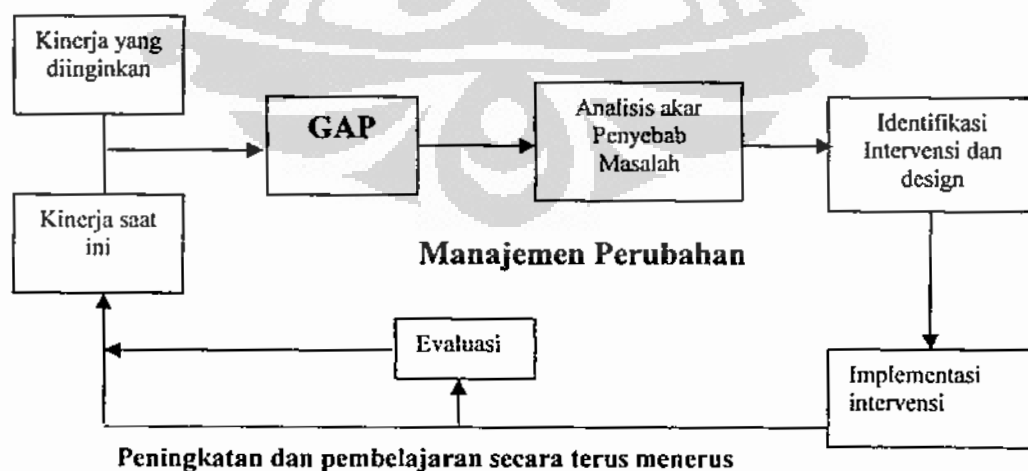 Kinerja yang
diinginkan
GAP
Analisis akar
Penyebab
Masalah
Identifikasi
Intervensi dan
design
Kinerja saat
ini
Manajemen Perubahan
Evaluasi
Implementasi
intervensi
Peningkatan dan pembelajaran secara terus menerus